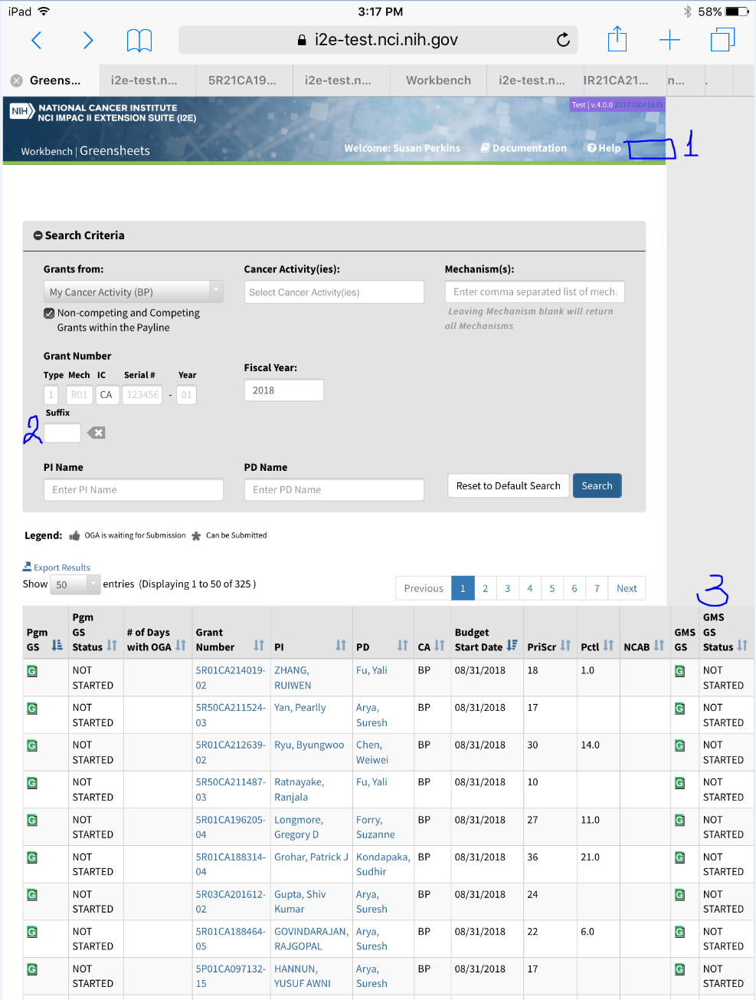 iPad 3:17 PM 58%
i2e-test.nci.nih.gov
Greens... i2e-test.n... 5R21CA19... i2e-test.n... Workbench i2e-test.n... IR21CA21... n... .
Test | v.4.0.0 201710041635
NIH NATIONAL CANCER INSTITUTE
NCI IMPAC II EXTENSION SUITE (I2E)
Workbench | Greensheets Welcome: Susan Perkins Documentation Help 1
Search Criteria
Grants from: Cancer Activity(ies): Mechanism(s):
My Cancer Activity (BP) Select Cancer Activity(ies) Enter comma separated list of mech.
Non-competing and Competing Leaving Mechanism blank will return
Grants within the Payline all Mechanisms
Grant Number
Fiscal Year:
Type Mech IC Serial # Year
1 R01 CA 123456 - 01 2018
Suffix
2
PI Name PD Name
Enter PI Name Enter PD Name Reset to Default Search Search
Legend: OGA is waiting for Submission Can be Submitted
Export Results
Show 50 entries (Displaying 1 to 50 of 325 ) Previous 1 2 3 4 5 6 7 Next
3
Pgm GS Pgm GS Status # of Days with OGA Grant Number PI PD CA Budget Start Date PriScr Pctl NCAB GMS GS GMS GS Status
G NOT STARTED 5R01CA214019-02 ZHANG, RUIWEN Fu, Yali BP 08/31/2018 18 1.0 G NOT STARTED
G NOT STARTED 5R50CA211524-03 Yan, Pearlly Arya, Suresh BP 08/31/2018 17 G NOT STARTED
G NOT STARTED 5R01CA212639-02 Ryu, Byungwoo Chen, Weiwei BP 08/31/2018 30 14.0 G NOT STARTED
G NOT STARTED 5R50CA211487-03 Ratnayake, Ranjala Fu, Yali BP 08/31/2018 10 G NOT STARTED
G NOT STARTED 5R01CA196205-04 Longmore, Gregory D Forry, Suzanne BP 08/31/2018 27 11.0 G NOT STARTED
G NOT STARTED 5R01CA188314-04 Grohar, Patrick J Kondapaka, Sudhir BP 08/31/2018 36 21.0 G NOT STARTED
G NOT STARTED 5R03CA201612-02 Gupta, Shiv Kumar Arya, Suresh BP 08/31/2018 24 G NOT STARTED
G NOT STARTED 5R01CA188464-05 GOVINDARAJAN, RAJGOPAL Arya, Suresh BP 08/31/2018 22 6.0 G NOT STARTED
G NOT STARTED 5P01CA097132-15 HANNUN, YUSUF AWNI Arya, Suresh BP 08/31/2018 17 G NOT STARTED